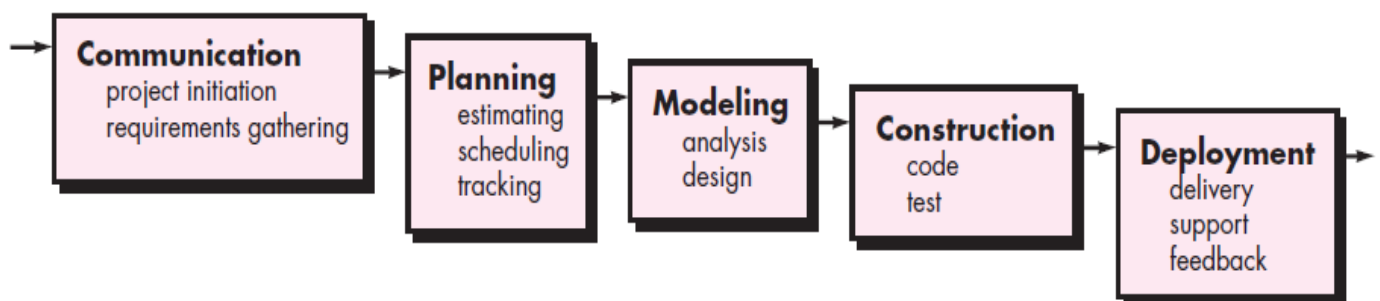 Communication
project initiation
requirements gathering
Planning
estimating
scheduling
tracking
Modeling
analysis
design
Construction
code
test
Deployment
delivery
support
feedback